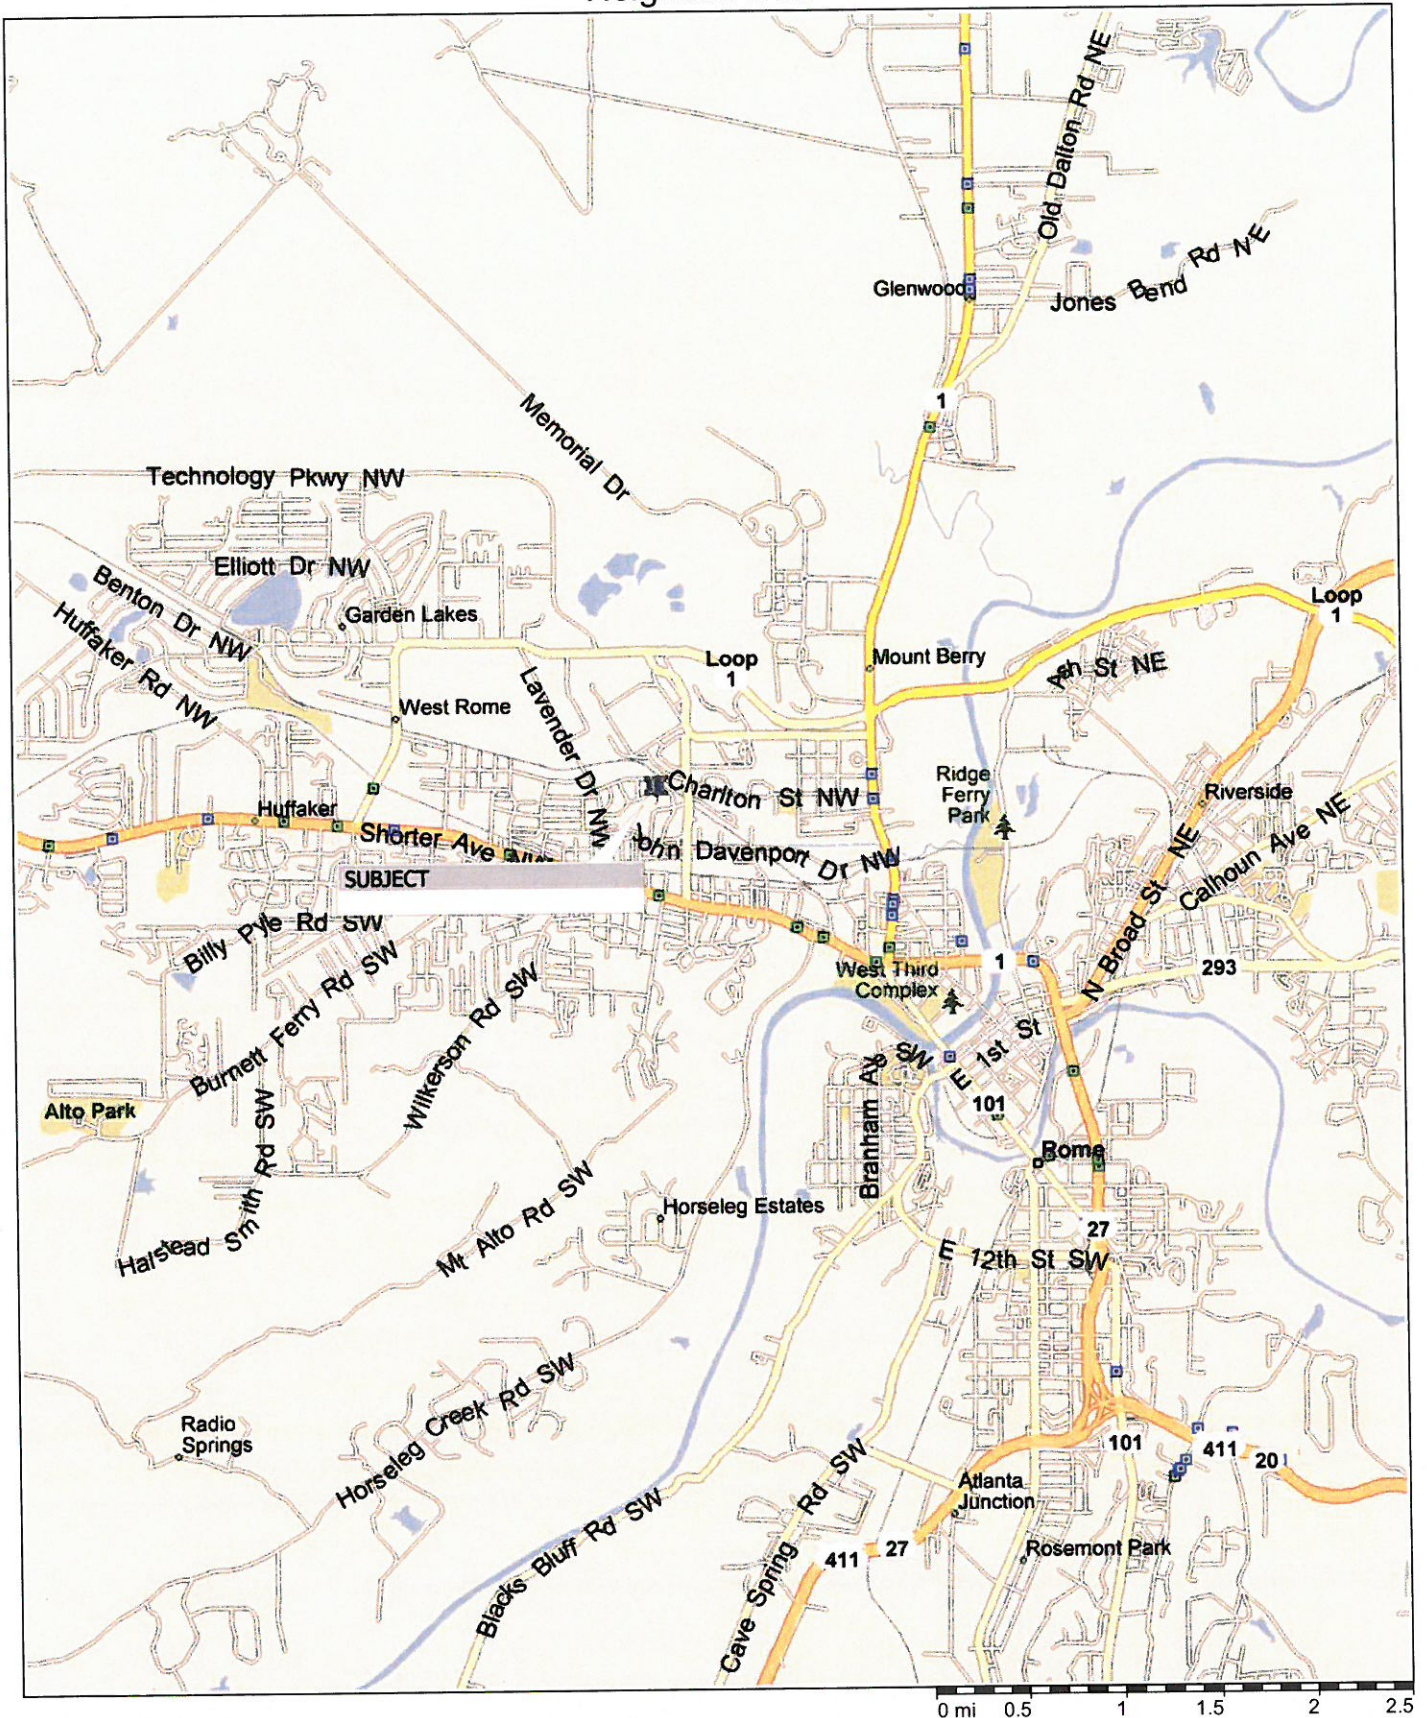 Old Dalton Rd NE
Glenwood
Jones Bend Rd NE
1
Memorial Dr
Technology Pkwy NW
Elliott Dr NW
Benton Dr NW
Garden Lakes
Huffaker Rd NW
Loop
1
Loop
1
Mount Berry
Ash St NE
West Rome
Lavender Dr NW
Charlton St NW
Ridge
Ferry
Park
Riverside
Huffaker
Shorter Ave NW
John Davenport Dr NW
Calhoun Ave NE
SUBJECT
N Broad St NE
Billy Pyle Rd SW
1
293
West Third
Complex
Burnett Ferry Rd SW
Wilkerson Rd SW
E 1st St
Branham Ave SW
101
Alto Park
Rome
Halstead Smith Rd SW
Mt Alto Rd SW
Horseleg Estates
27
E 12th St SW
Horseleg Creek Rd SW
Radio
Springs
101
411
20
Atlanta
Junction
Blacks Bluff Rd SW
Cave Spring Rd SW
411
27
Rosemont Park
0 mi 0.5 1 1.5 2 2.5